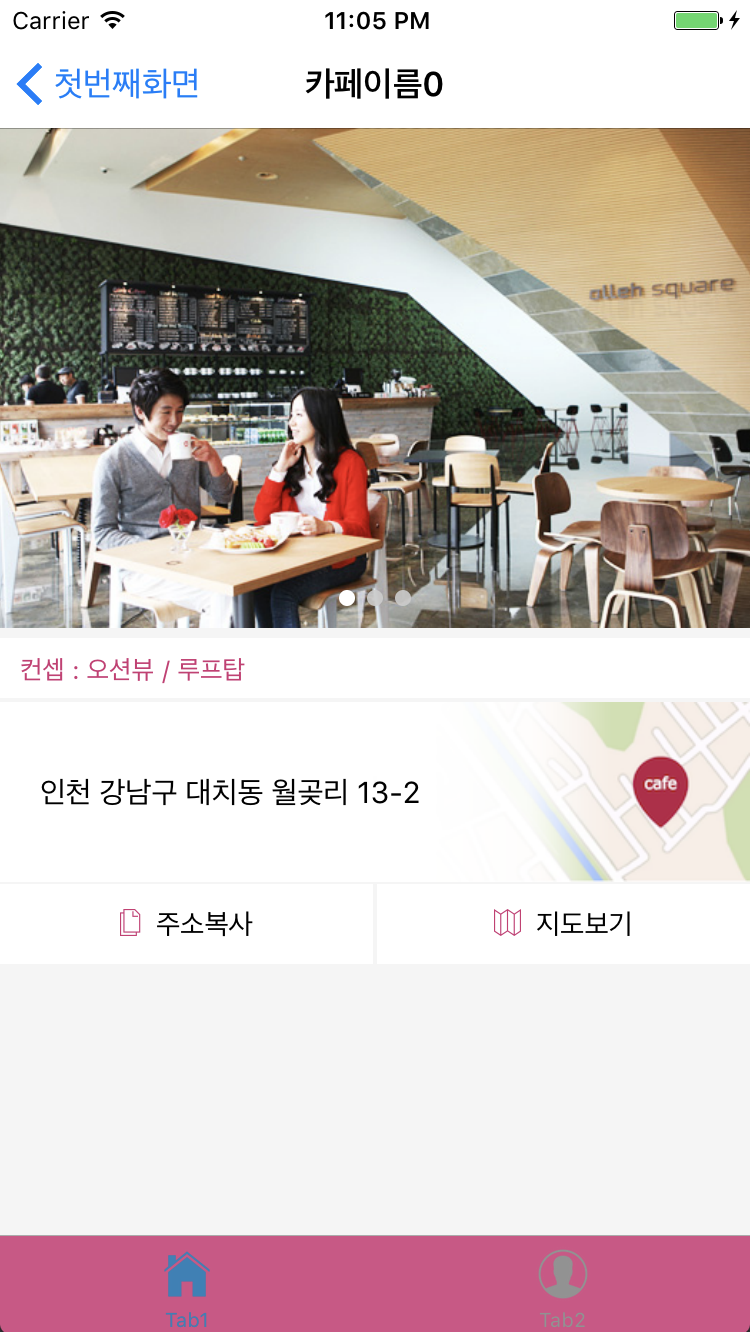 Carrier 11:05 PM
첫번째화면 카페이름0
olleh square
컨셉 : 오션뷰 / 루프탑
인천 강남구 대치동 월곶리 13-2
cafe
주소복사 지도보기
Tab1 Tab2